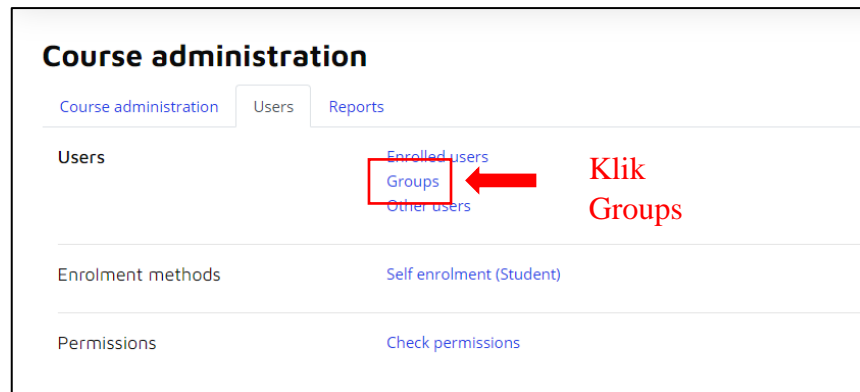 Course administration
Course administration Users Reports
Users
Enrolled users
Groups
Other users
Klik
Groups
Enrolment methods
Self enrolment (Student)
Permissions
Check permissions